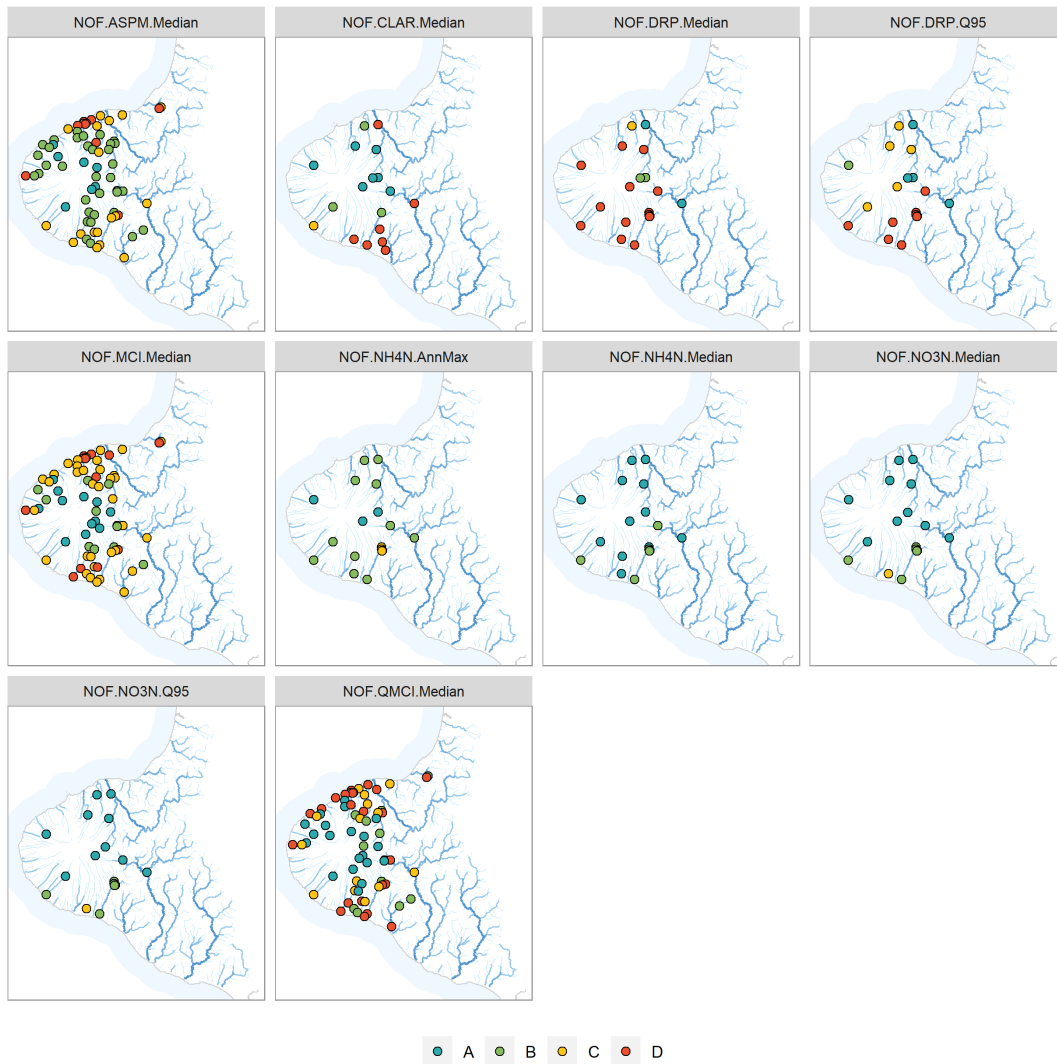 NOF.ASPM.Median
NOF.CLAR.Median
NOF.DRP.Median
NOF.DRP.Q95
NOF.MCI.Median
NOF.NH4N.AnnMax
NOF.NH4N.Median
NOF.NO3N.Median
NOF.NO3N.Q95
NOF.QMCI.Median
A B C D